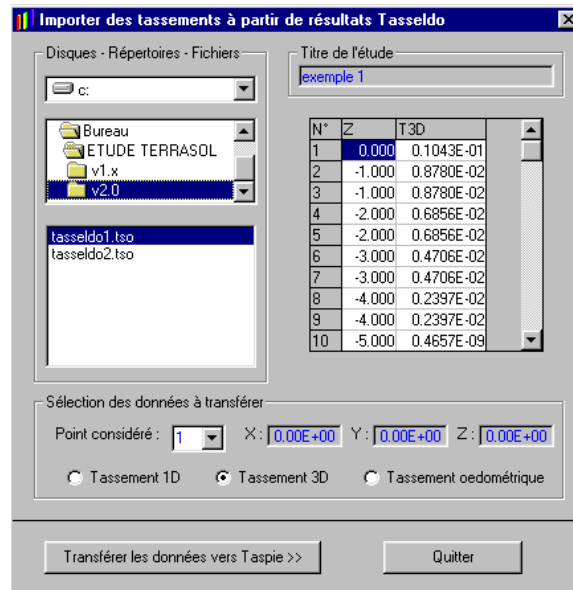 Importer des tassements à partir de résultats Tasseldo
Disques - Répertoires - Fichiers
c:
Bureau
ETUDE TERRASOL
v1.x
v2.0
tasseldo1.tso
tasseldo2.tso
Titre de l'étude
exemple 1
N° Z T3D
1 0.000 0.1043E-01
2 -1.000 0.8780E-02
3 -1.000 0.8780E-02
4 -2.000 0.6856E-02
5 -2.000 0.6856E-02
6 -3.000 0.4706E-02
7 -3.000 0.4706E-02
8 -4.000 0.2397E-02
9 -4.000 0.2397E-02
10 -5.000 0.4657E-09
Sélection des données à transférer
Point considéré : 1 X : 0.00E+00 Y : 0.00E+00 Z : 0.00E+00
Tassement 1D Tassement 3D Tassement oedométrique
Transférer les données vers Taspie >> Quitter